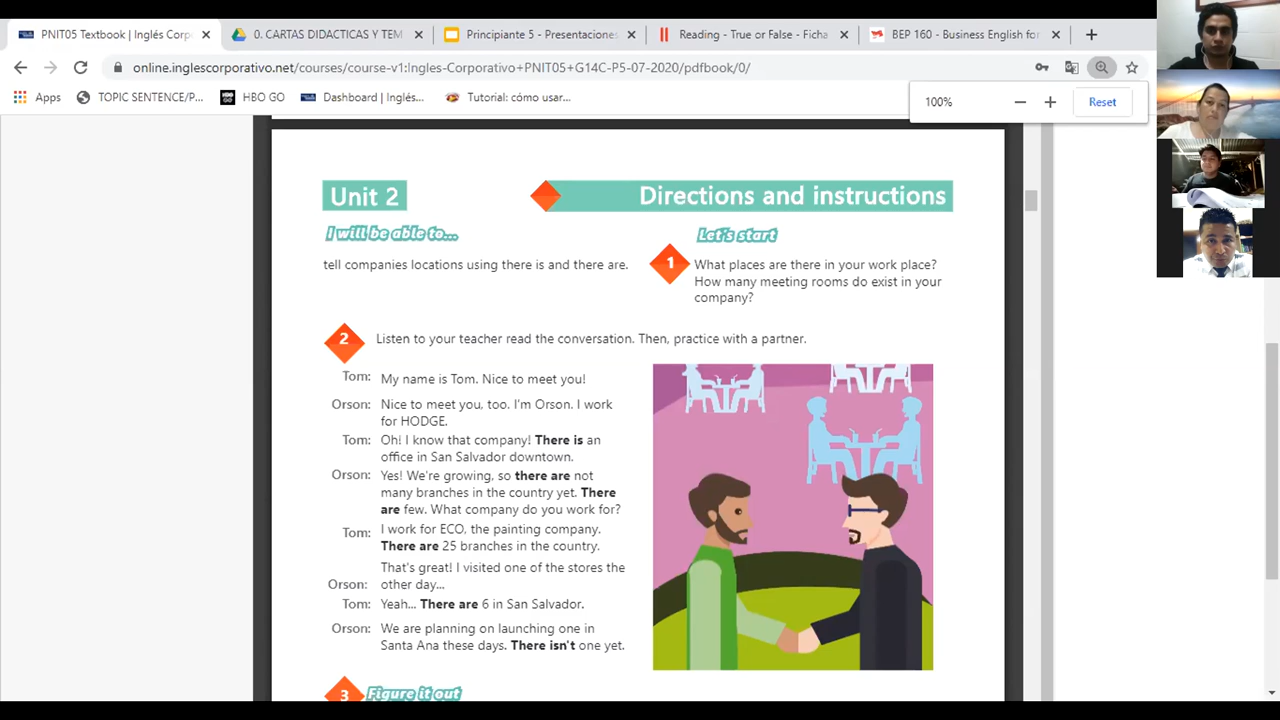 PNIT05 Textbook | Inglés Corp
0. CARTAS DIDACTICAS Y TEM
Principiante 5 - Presentaciones
Reading - True or False - Ficha
BEP 160 - Business English for
online.inglescorporativo.net/courses/course-v1:Ingles-Corporativo+PNIT05+G14C-P5-07-2020/pdfbook/0/
Apps
TOPIC SENTENCE/P...
HBO GO
Dashboard | Inglés...
Tutorial: cómo usar...
100%
Reset
Unit 2
Directions and instructions
I will be able to...
Let's start
tell companies locations using there is and there are.
1
What places are there in your work place?
How many meeting rooms do exist in your
company?
2
Listen to your teacher read the conversation. Then, practice with a partner.
Tom: My name is Tom. Nice to meet you!
Orson: Nice to meet you, too. I'm Orson. I work
for HODGE.
Tom: Oh! I know that company! There is an
office in San Salvador downtown.
Orson: Yes! We're growing, so there are not
many branches in the country yet. There
are few. What company do you work for?
Tom: I work for ECO, the painting company.
There are 25 branches in the country.
That's great! I visited one of the stores the
Orson: other day...
Tom: Yeah... There are 6 in San Salvador.
Orson: We are planning on launching one in
Santa Ana these days. There isn't one yet.
3
Figure it out